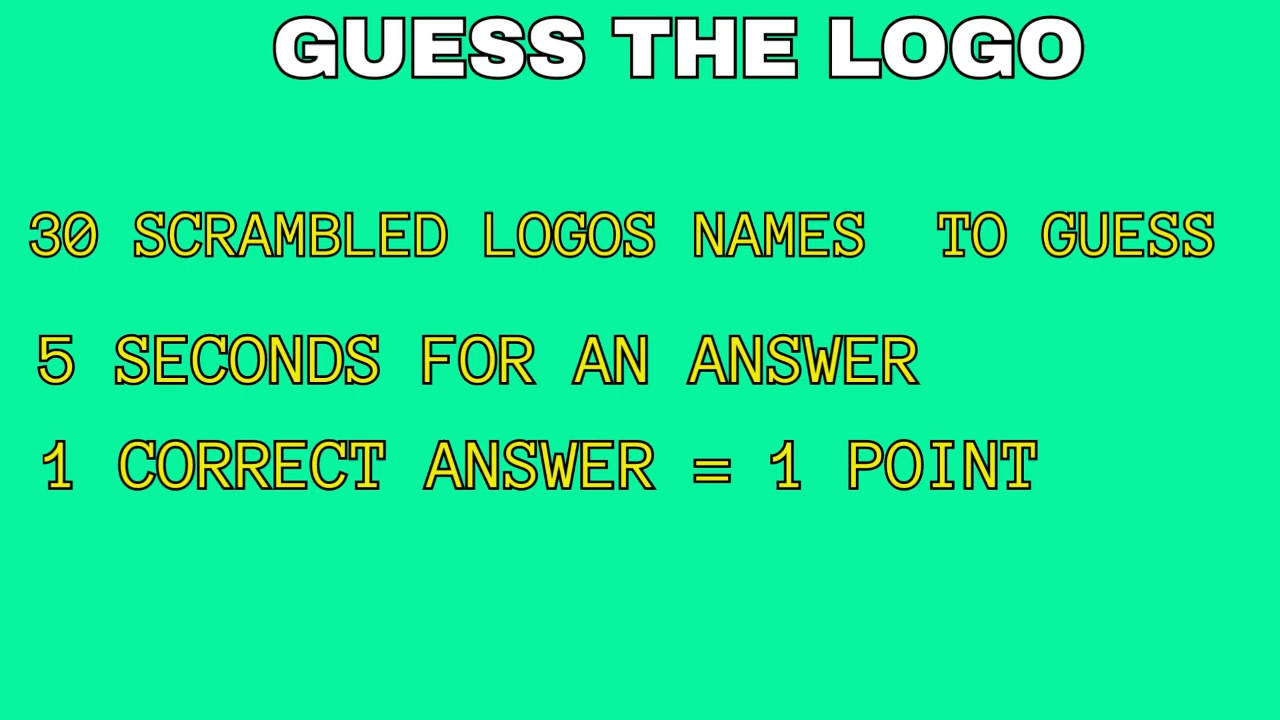 GUESS THE LOGO
30 SCRAMBLED LOGOS NAMES TO GUESS
5 SECONDS FOR AN ANSWER
1 CORRECT ANSWER = 1 POINT